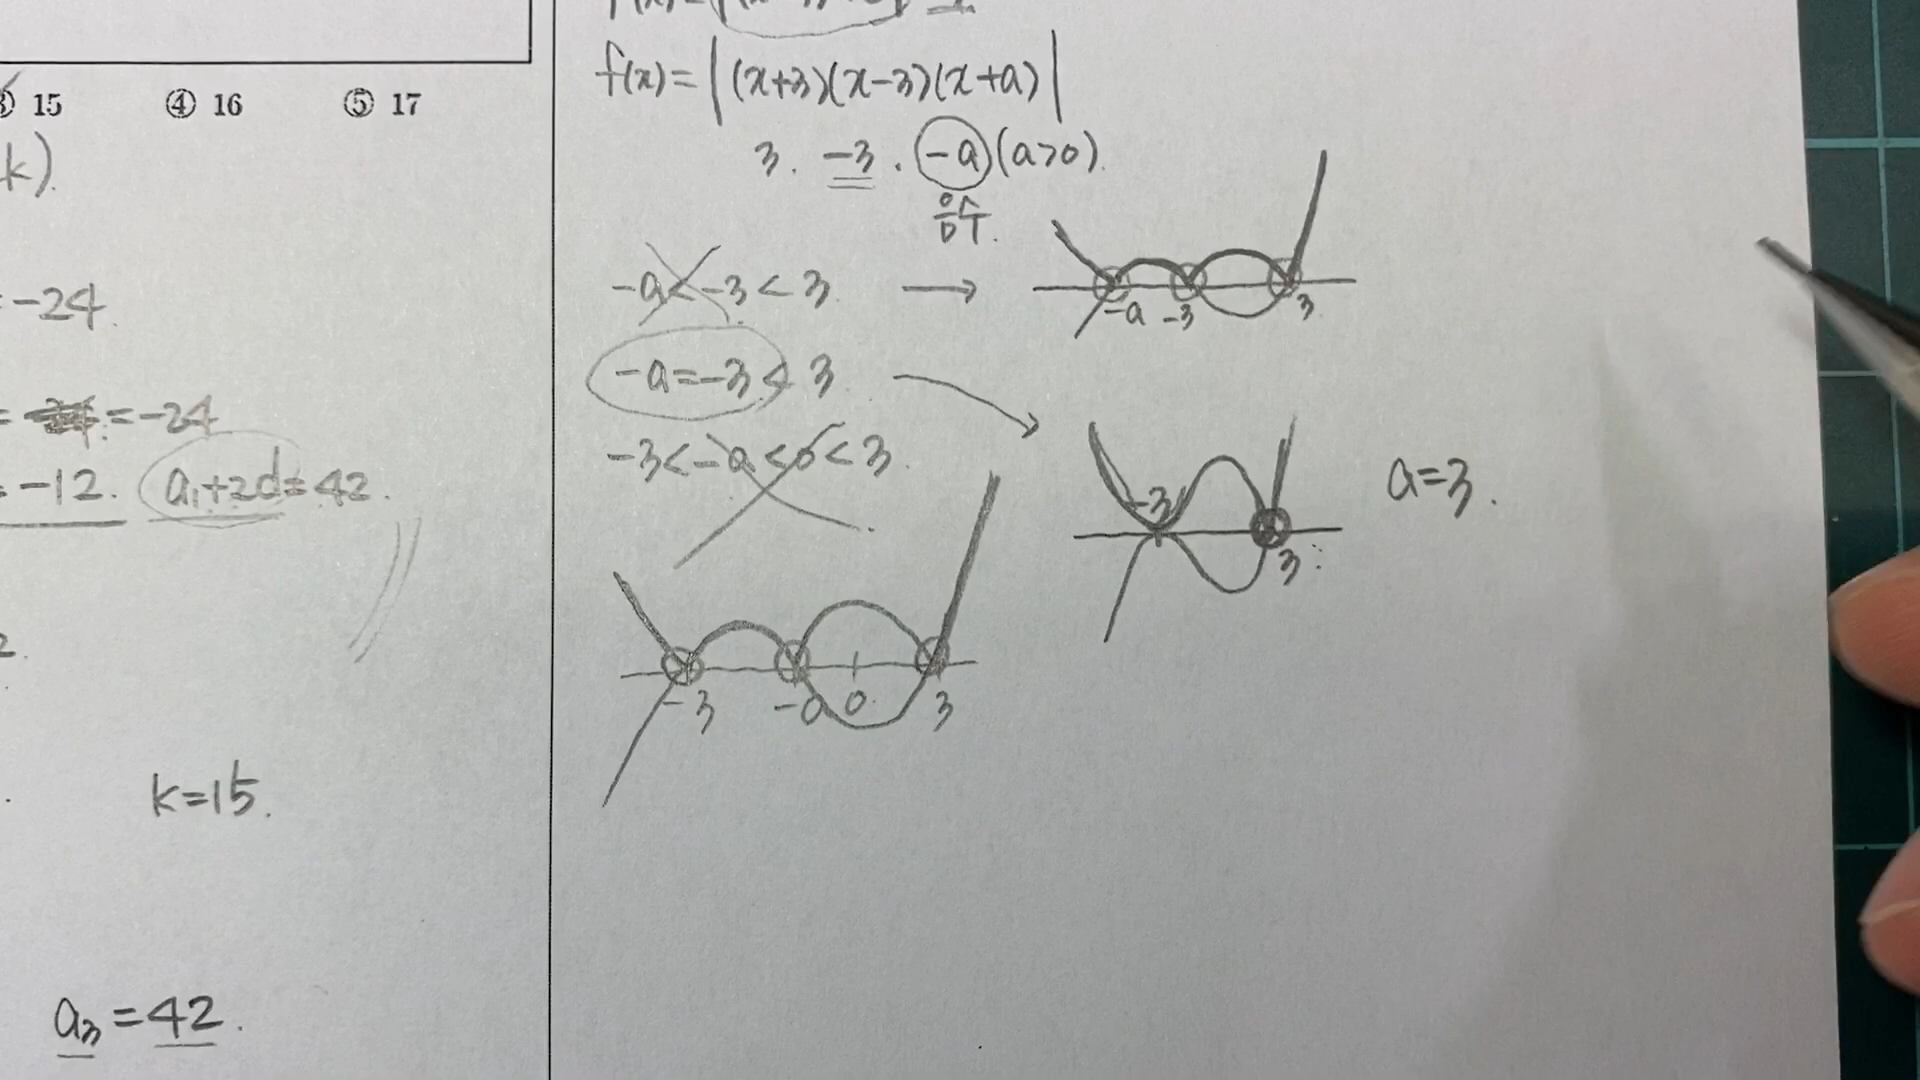 ③ 15 ④ 16 ⑤ 17
k).
= -24.
= -24
= -12. a₁+2d=42.
2.
k=15.
a₃ = 42.
f(x)=|(x+3)(x-3)(x+a)|
3. -3. -a (a>0).
음수.
-a<-3<3 →
-a -3 3
-a=-3<3
-3<-a<0<3.
-3 3
a=3.
-3 -a 0 3